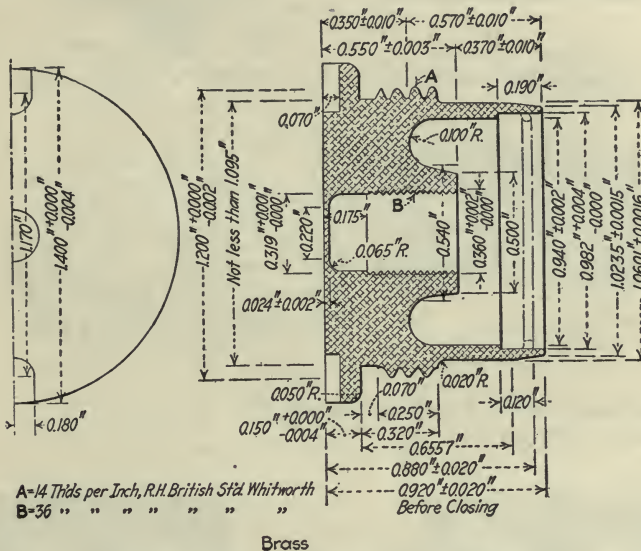 0.350"±0.010" 0.570"±0.010"
0.550"±0.003" 0.370"±0.010"
A
0.190"
0.070"
0.100"R.
1.170"
1.400"+0.000"-0.004"
1.200"+0.000"-0.002
Not less than 1.095"
0.319"+0.001"-0.000"
0.220"
0.175"
B
0.065"R.
0.540"
0.360"+0.002"-0.000"
0.500"
0.940"±0.002"
0.982"+0.004"-0.000
1.0235"±0.0015"
0.024"±0.002"
0.180"
0.050"R.
0.070"
0.020"R.
0.120"
0.150"+0.000"-.004"
0.250"
0.320"
0.6557"
0.880"±0.020"
0.920"±0.020"
Before Closing
A=14 Thds per Inch, R.H. British Std. Whitworth
B=36 " " " " " " "
Brass